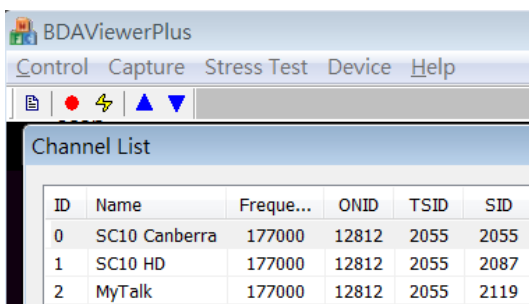 BDAViewerPlus
Control Capture Stress Test Device Help
Channel List
ID Name Freque... ONID TSID SID
0 SC10 Canberra 177000 12812 2055 2055
1 SC10 HD 177000 12812 2055 2087
2 MyTalk 177000 12812 2055 2119